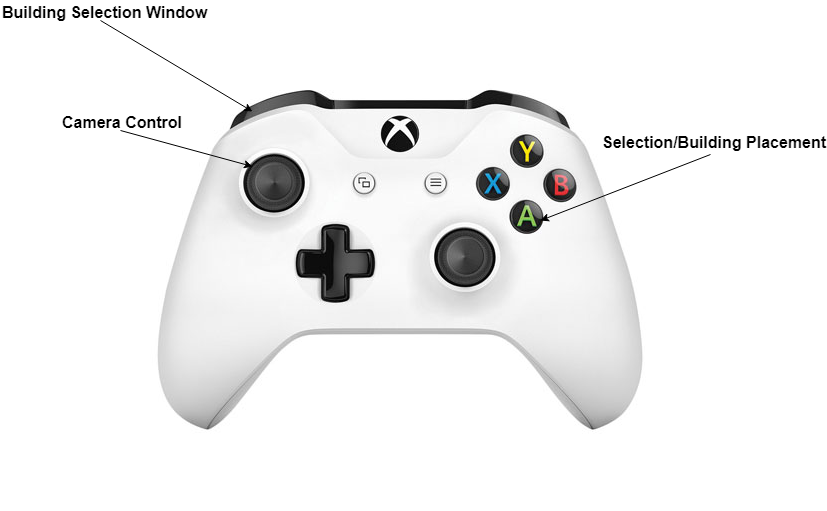 Building Selection Window
Camera Control
Selection/Building Placement
Y
X
B
A